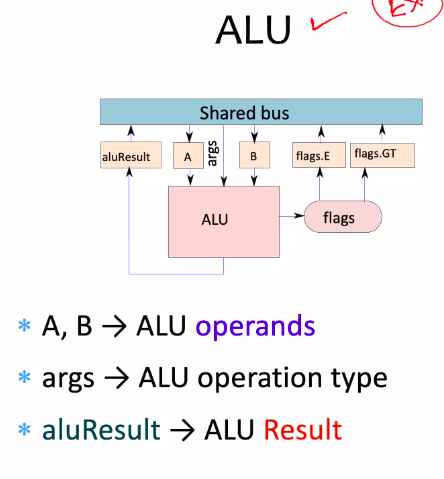 ALU
EX
Shared bus
aluResult
A
args
B
flags.E
flags.GT
ALU
flags
* A, B → ALU operands
* args → ALU operation type
* aluResult → ALU Result